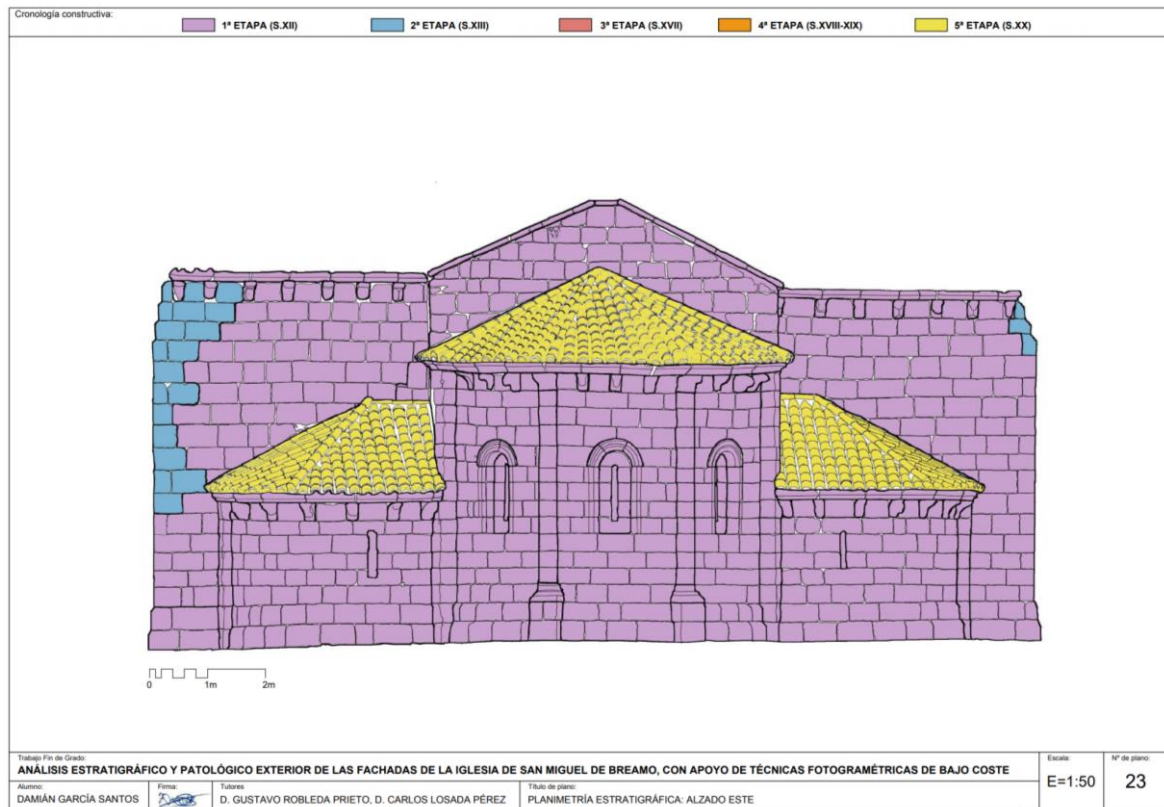 Cronología constructiva:
1ª ETAPA (S.XII) 2ª ETAPA (S.XIII) 3ª ETAPA (S.XVII) 4ª ETAPA (S.XVIII-XIX) 5ª ETAPA (S.XX)
0 1m 2m
Trabajo Fin de Grado:
ANÁLISIS ESTRATIGRÁFICO Y PATOLÓGICO EXTERIOR DE LAS FACHADAS DE LA IGLESIA DE SAN MIGUEL DE BREAMO, CON APOYO DE TÉCNICAS FOTOGRAMÉTRICAS DE BAJO COSTE
Escala:
E=1:50
Nº de plano:
23
Alumno:
DAMIÁN GARCÍA SANTOS
Firma:
Tutores
D. GUSTAVO ROBLEDA PRIETO, D. CARLOS LOSADA PÉREZ
Título de plano:
PLANIMETRÍA ESTRATIGRÁFICA: ALZADO ESTE